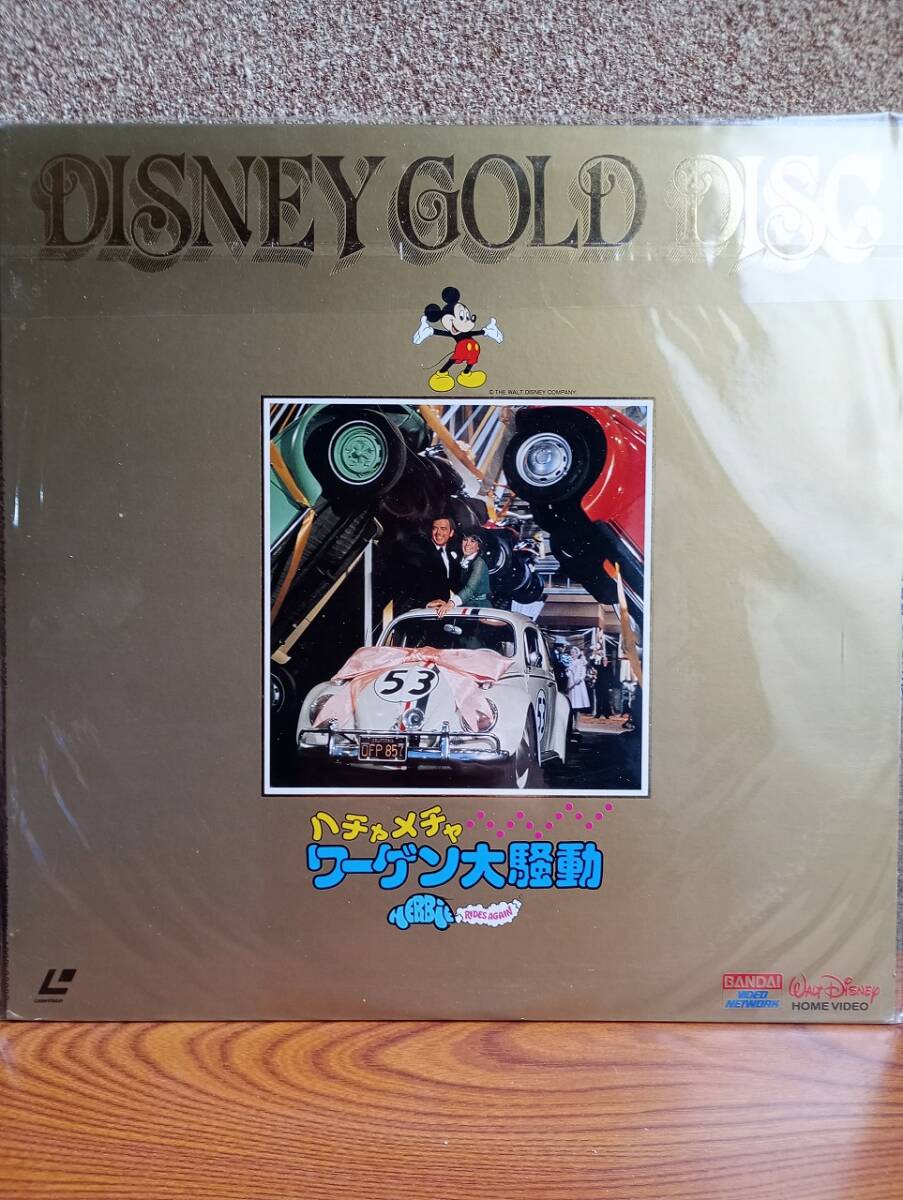 DISNEY GOLD DISC
© THE WALT DISNEY COMPANY
53
53
OFP 857
ハチャメチャ
ワーゲン大騒動
HERBIE RIDES AGAIN
LaserVision
BANDAI
VIDEO
NETWORK
WALT DISNEY
HOME VIDEO